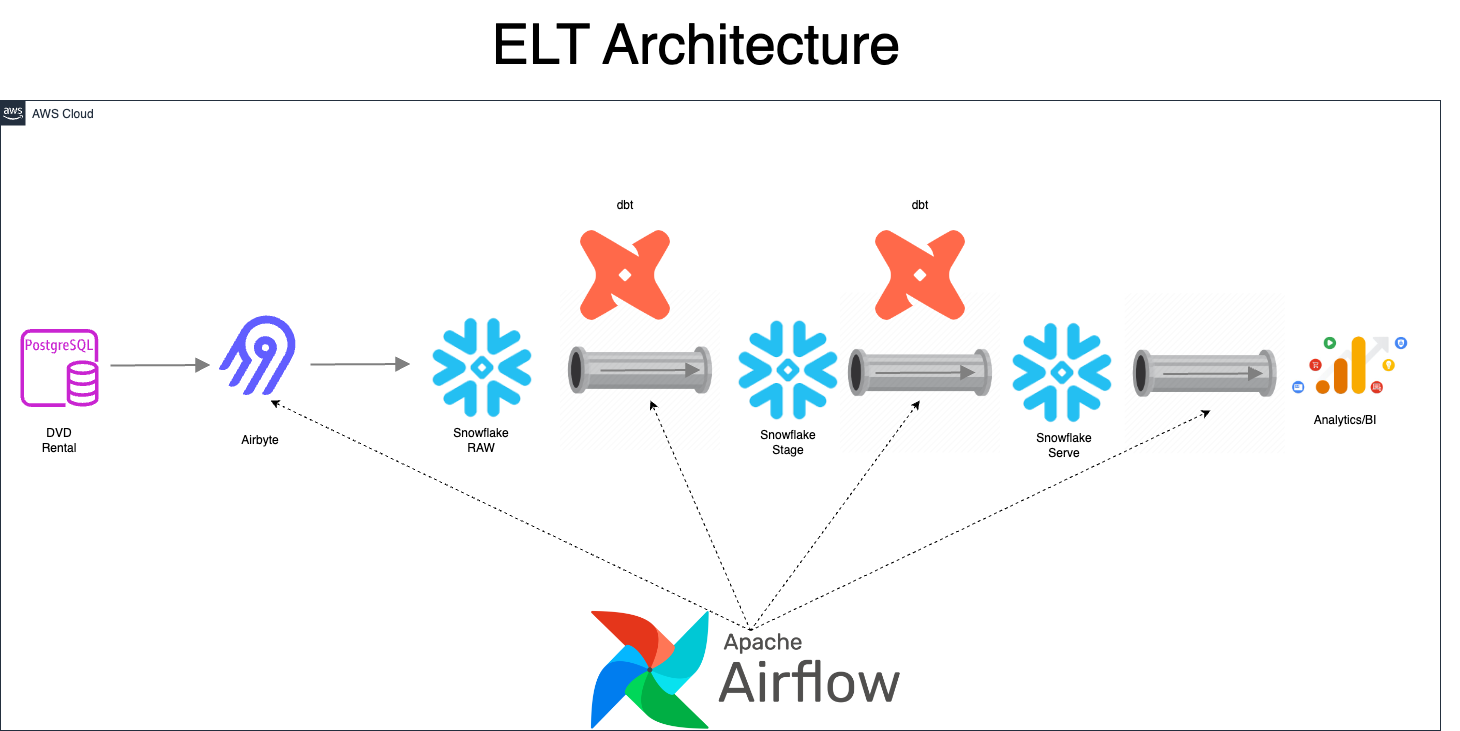 ELT Architecture
aws
AWS Cloud
dbt
dbt
PostgreSQL
DVD
Rental
Airbyte
Snowflake
RAW
Snowflake
Stage
Snowflake
Serve
Analytics/BI
Apache
Airflow